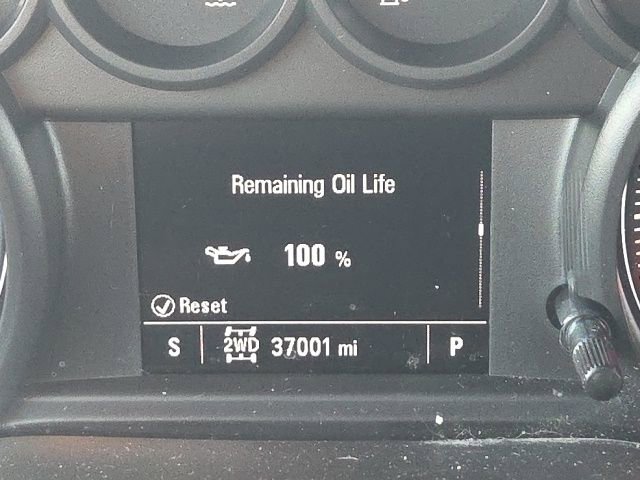 Remaining Oil Life
100 %
Reset
S 2WD 37001 mi P